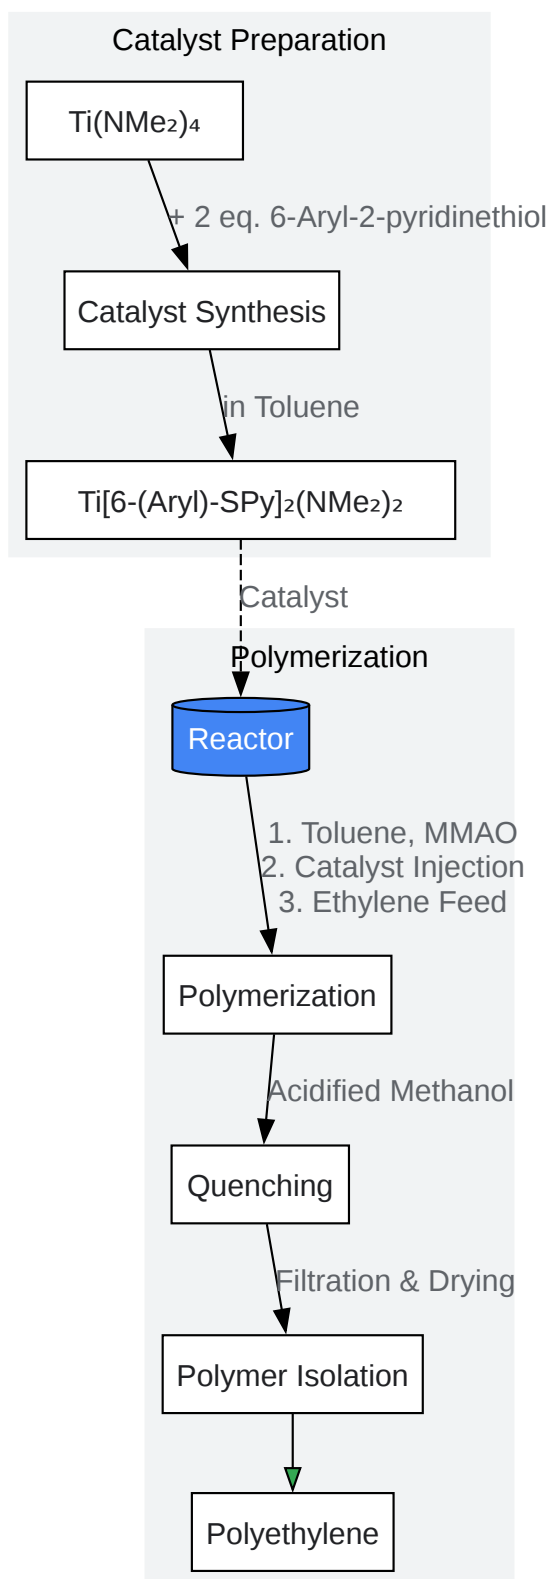 Catalyst Preparation
Ti(NMe₂)₄
+ 2 eq. 6-Aryl-2-pyridinethiol
Catalyst Synthesis
in Toluene
Ti[6-(Aryl)-SPy]₂(NMe₂)₂
Catalyst
Polymerization
Reactor
1. Toluene, MMAO
2. Catalyst Injection
3. Ethylene Feed
Polymerization
Acidified Methanol
Quenching
Filtration & Drying
Polymer Isolation
Polyethylene